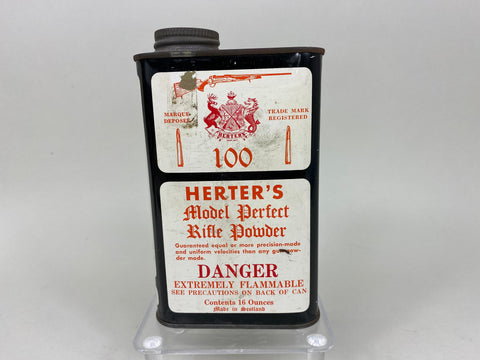 MARQUE
DEPOSEE
TRADE MARK
REGISTERED
HERTER'S
100
HERTER'S
Model Perfect
Rifle Powder
Guaranteed equal or more precision-made
and uniform velocities than any gun pow-
der made.
DANGER
EXTREMELY FLAMMABLE
SEE PRECAUTIONS ON BACK OF CAN
Contents 16 Ounces
Made in Scotland